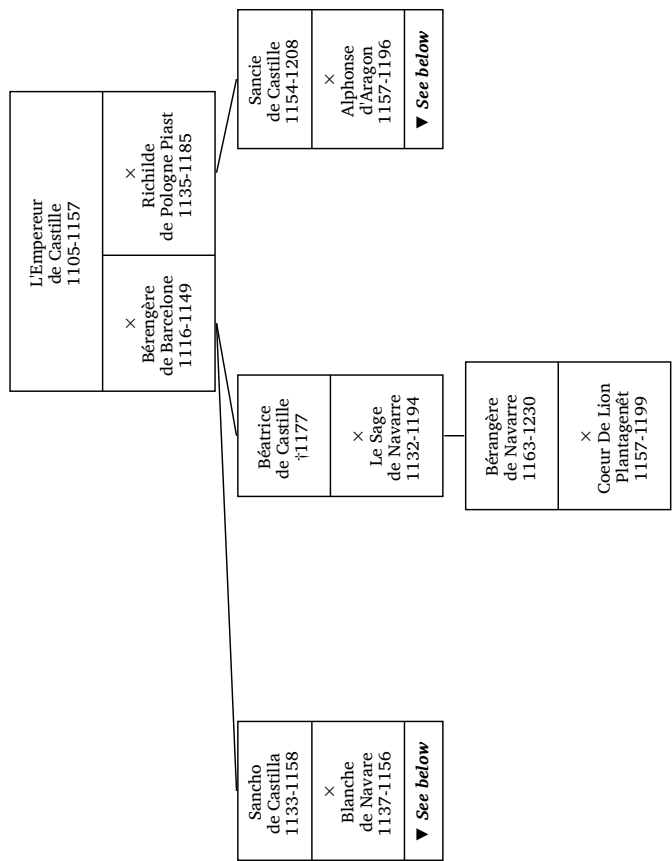 L'Empereur
de Castille
1105-1157
×
Bérengère
de Barcelone
1116-1149
×
Richilde
de Pologne Piast
1135-1185
Sancho
de Castilla
1133-1158
×
Blanche
de Navare
1137-1156
▼ See below
Béatrice
de Castille
†1177
×
Le Sage
de Navarre
1132-1194
Sancie
de Castille
1154-1208
×
Alphonse
d'Aragon
1157-1196
▼ See below
Bérangère
de Navarre
1163-1230
×
Coeur De Lion
Plantagenêt
1157-1199